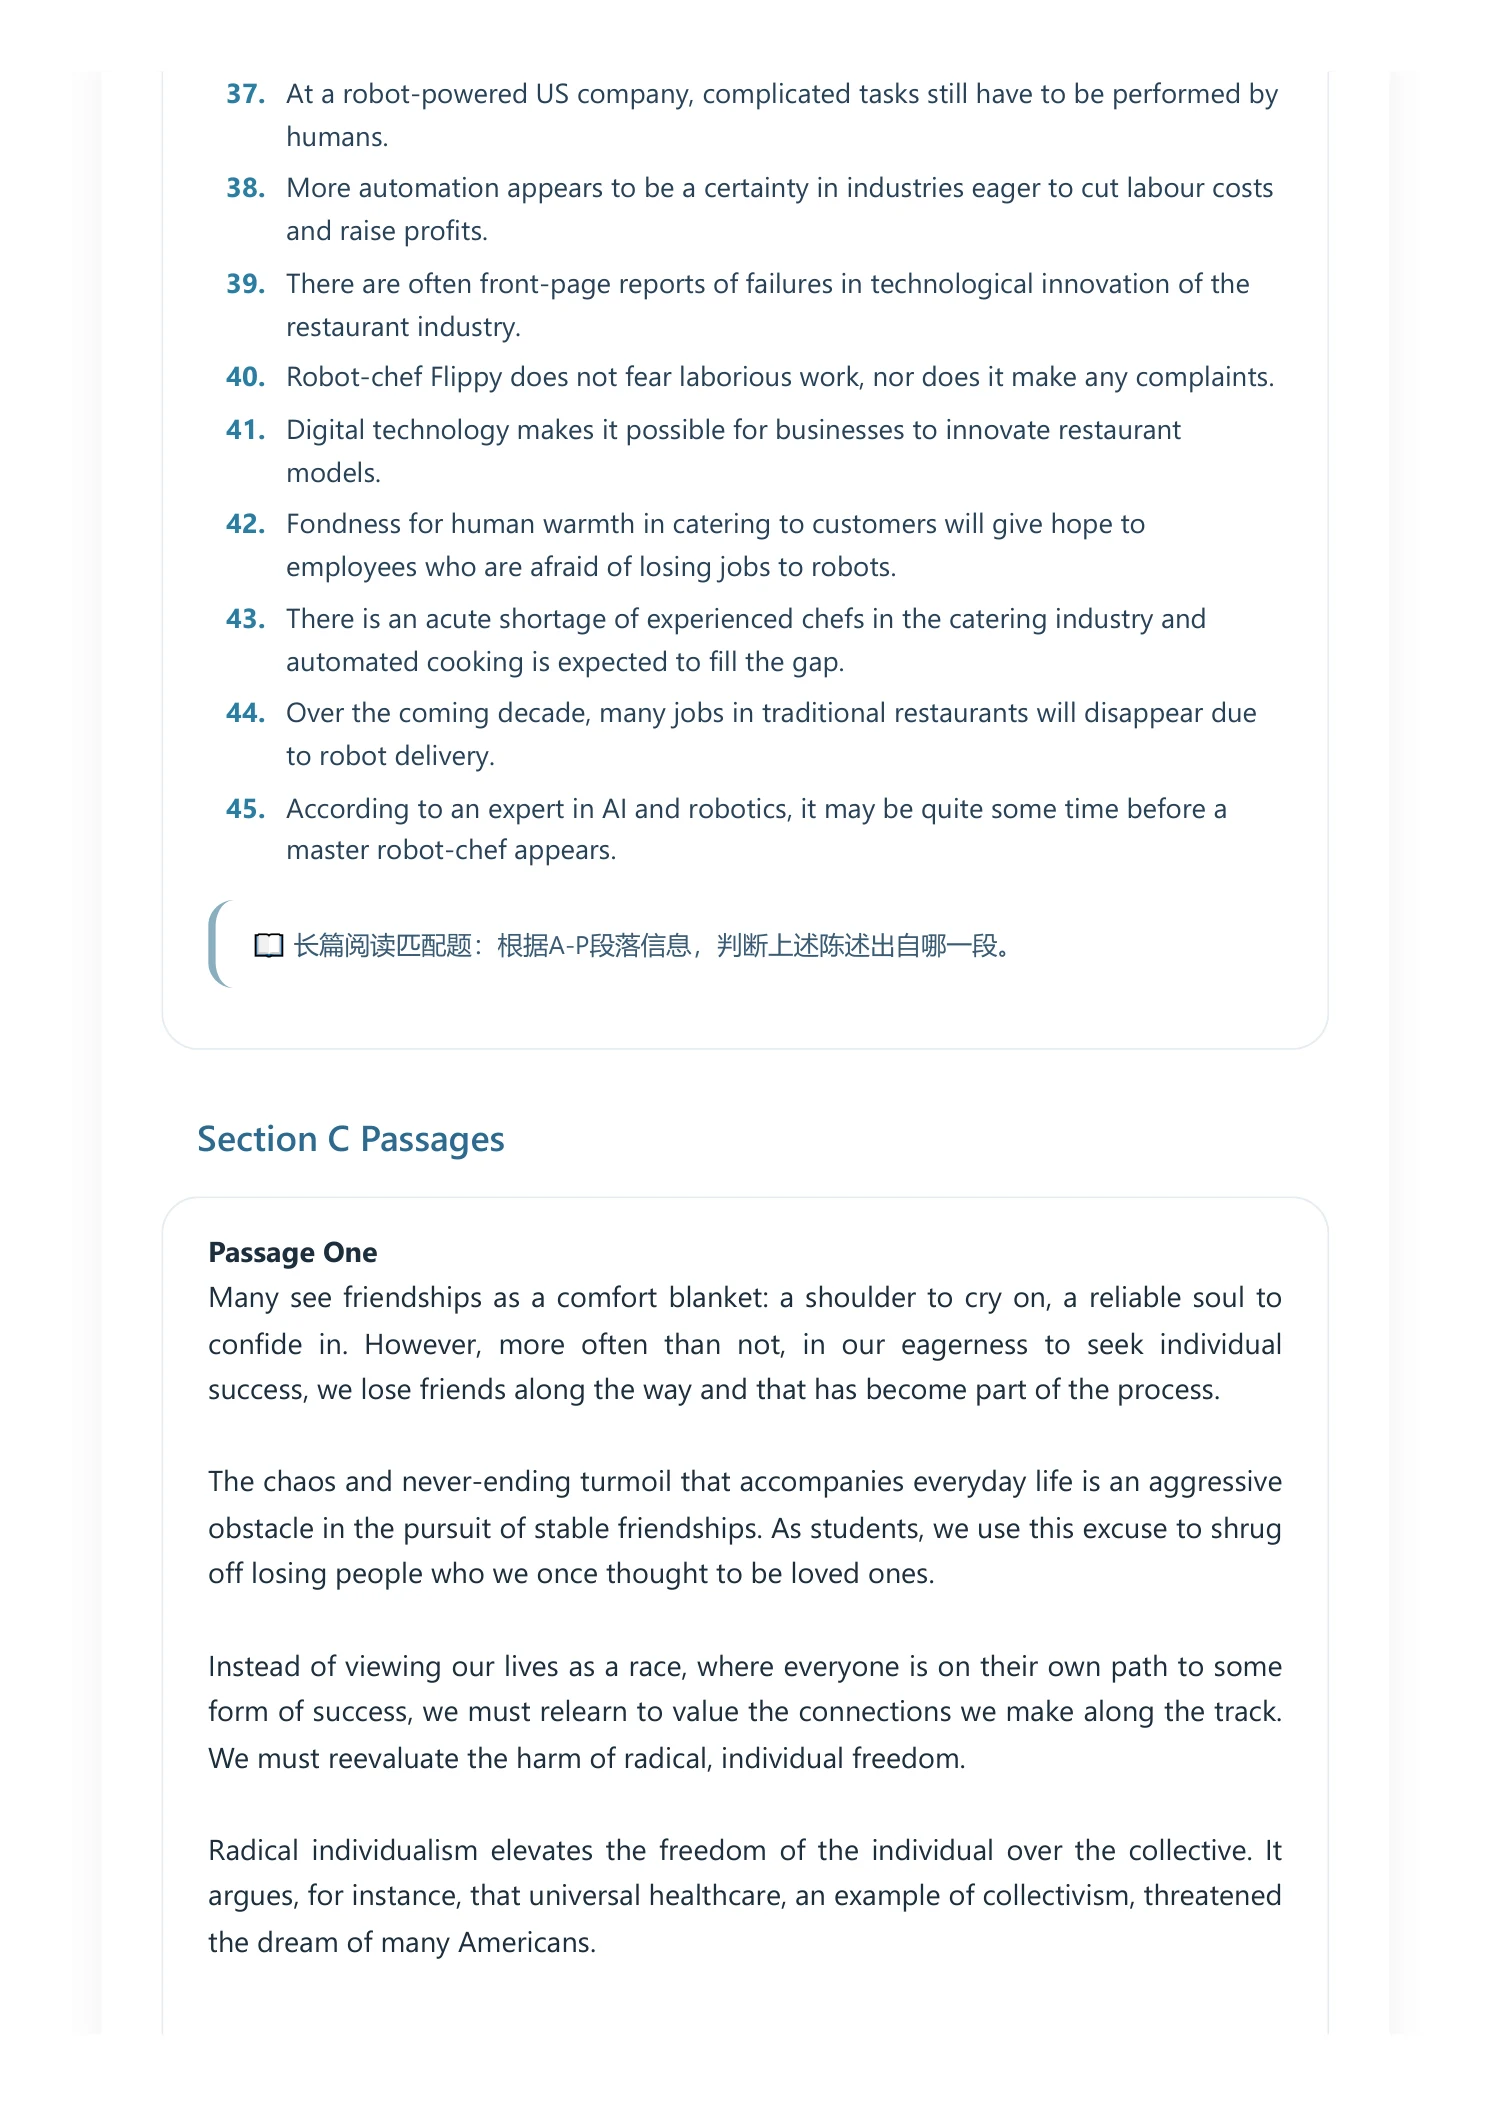 37. At a robot-powered US company, complicated tasks still have to be performed by
humans.
38. More automation appears to be a certainty in industries eager to cut labour costs
and raise profits.
39. There are often front-page reports of failures in technological innovation of the
restaurant industry.
40. Robot-chef Flippy does not fear laborious work, nor does it make any complaints.
41. Digital technology makes it possible for businesses to innovate restaurant
models.
42. Fondness for human warmth in catering to customers will give hope to
employees who are afraid of losing jobs to robots.
43. There is an acute shortage of experienced chefs in the catering industry and
automated cooking is expected to fill the gap.
44. Over the coming decade, many jobs in traditional restaurants will disappear due
to robot delivery.
45. According to an expert in AI and robotics, it may be quite some time before a
master robot-chef appears.
📖 长篇阅读匹配题：根据A-P段落信息，判断上述陈述出自哪一段。
Section C Passages
Passage One
Many see friendships as a comfort blanket: a shoulder to cry on, a reliable soul to
confide in. However, more often than not, in our eagerness to seek individual
success, we lose friends along the way and that has become part of the process.
The chaos and never-ending turmoil that accompanies everyday life is an aggressive
obstacle in the pursuit of stable friendships. As students, we use this excuse to shrug
off losing people who we once thought to be loved ones.
Instead of viewing our lives as a race, where everyone is on their own path to some
form of success, we must relearn to value the connections we make along the track.
We must reevaluate the harm of radical, individual freedom.
Radical individualism elevates the freedom of the individual over the collective. It
argues, for instance, that universal healthcare, an example of collectivism, threatened
the dream of many Americans.